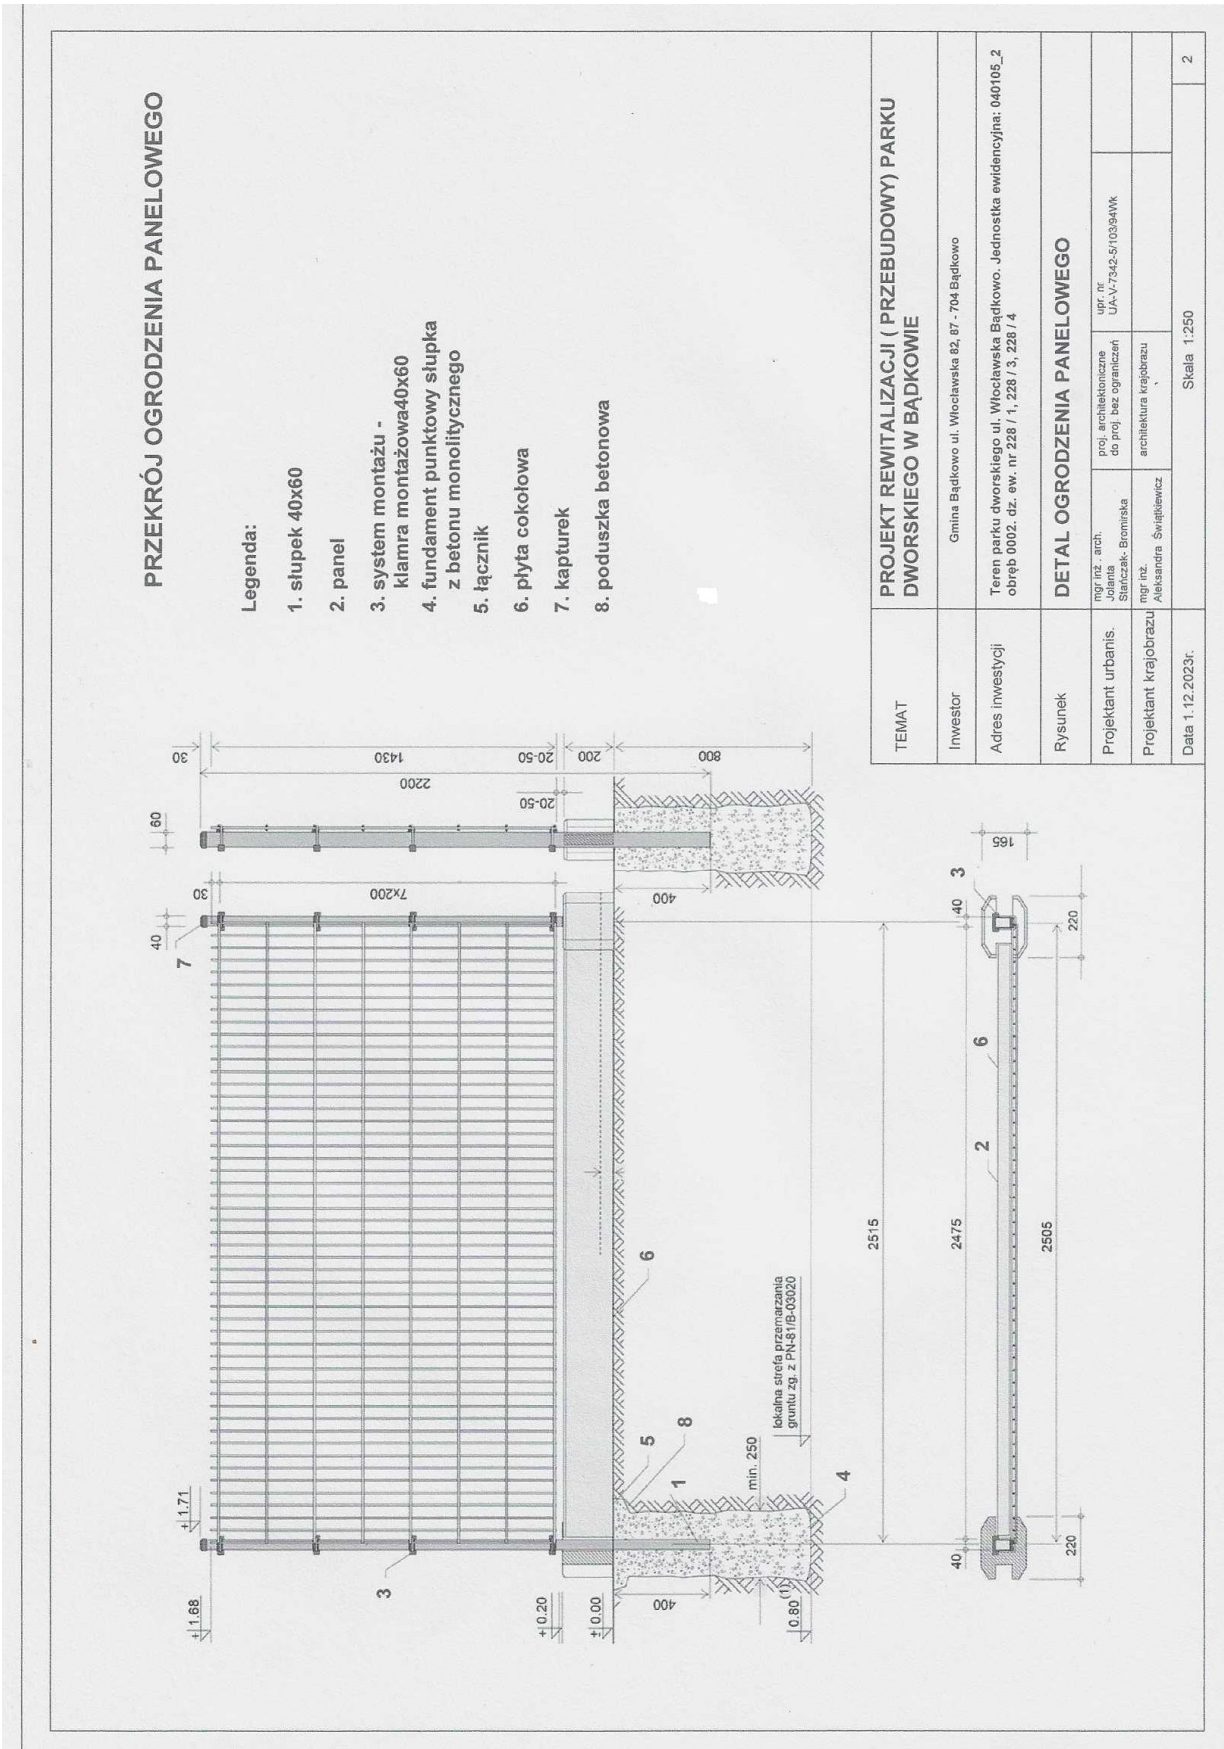 PRZEKRÓJ OGRODZENIA PANELOWEGO
Legenda:
1. słupek 40x60
2. panel
3. system montażu -
klamra montażowa40x60
4. fundament punktowy słupka
z betonu monolitycznego
5. łącznik
6. płyta cokołowa
7. kapturek
8. poduszka betonowa
± 1.68
± 1.71
± 0.20
± 0.00
0.80 (1)
3
40
7
30
7x200
60
30
1430
2200
20-50
20-50
200
800
400
400
6
5
8
1
4
min. 250
lokalna strefa przemarzania
gruntu zg. z PN-81/B-03020
2515
40
2475
40
3
2
6
165
220
2505
220
TEMAT
PROJEKT REWITALIZACJI ( PRZEBUDOWY) PARKU
DWORSKIEGO W BĄDKOWIE
Inwestor
Gmina Bądkowo ul. Włocławska 82, 87 - 704 Bądkowo
Adres inwestycji
Teren parku dworskiego ul. Włocławska Bądkowo. Jednostka ewidencyjna: 040105_2
obręb 0002. dz. ew. nr 228 / 1, 228 / 3, 228 / 4
Rysunek
DETAL OGRODZENIA PANELOWEGO
Projektant urbanis.
mgr inż . arch.
Jolanta
Stańczak- Bromirska
proj. architektoniczne
do proj. bez ograniczeń
upr. nr
UA-V-7342-5/103/94Wk
Projektant krajobrazu
mgr inż.
Aleksandra Świątkiewicz
architektura krajobrazu
Data 1.12.2023r.
Skala 1:250
2